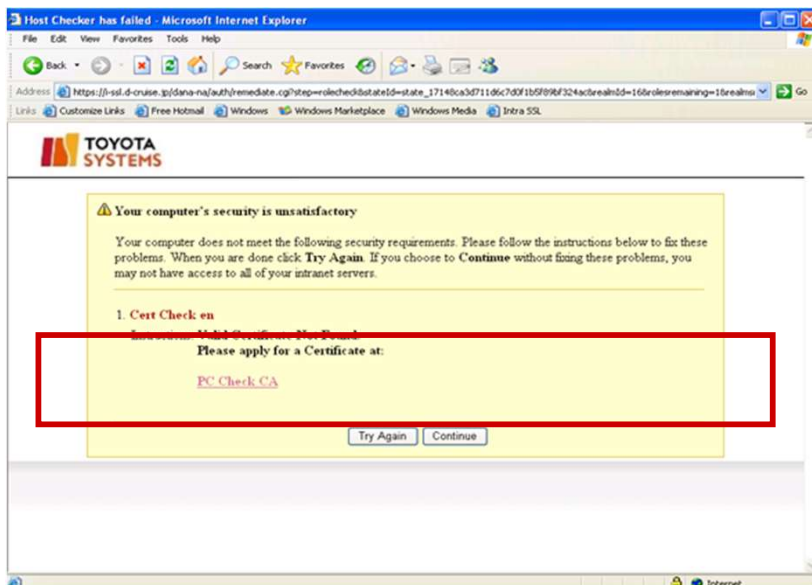 Host Checker has failed - Microsoft Internet Explorer
File Edit View Favorites Tools Help
Back Search Favorites
Address https://i-ssl.d-cruise.jp/dana-na/auth/remediate.cgi?step=rolecheck&stateId=state_17148ca3d711d6c7d0f1b5f89bf324ac&realmId=16&rolesremaining=1&realms Go
Links Customize Links Free Hotmail Windows Windows Marketplace Windows Media Intra SSL
TOYOTA
SYSTEMS
Your computer's security is unsatisfactory
Your computer does not meet the following security requirements. Please follow the instructions below to fix these
problems. When you are done click Try Again. If you choose to Continue without fixing these problems, you
may not have access to all of your intranet servers.
1. Cert Check en
Instructions: Valid Certificate Not Found.
Please apply for a Certificate at:
PC Check CA
Try Again Continue
Internet